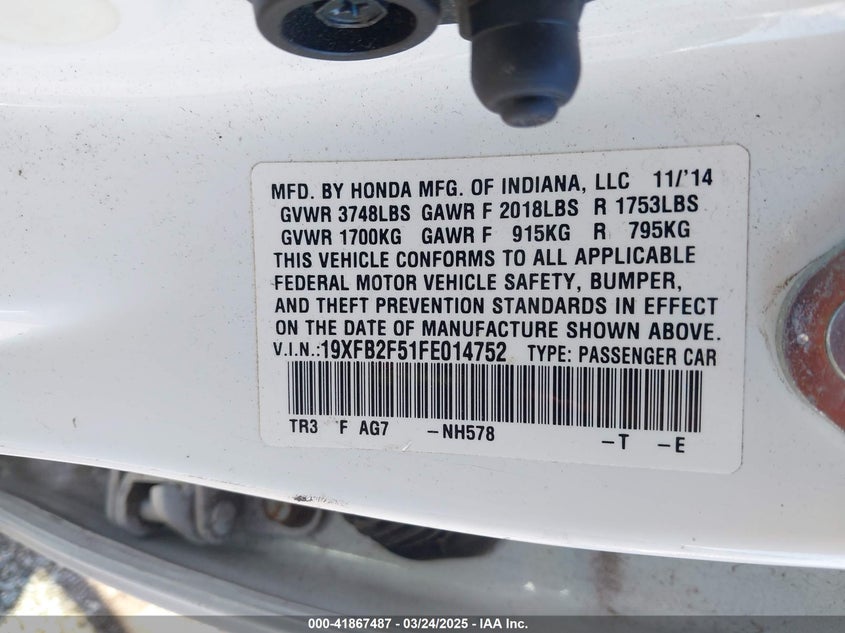 MFD. BY HONDA MFG. OF INDIANA, LLC 11/'14
GVWR 3748LBS GAWR F 2018LBS R 1753LBS
GVWR 1700KG GAWR F 915KG R 795KG
THIS VEHICLE CONFORMS TO ALL APPLICABLE
FEDERAL MOTOR VEHICLE SAFETY, BUMPER,
AND THEFT PREVENTION STANDARDS IN EFFECT
ON THE DATE OF MANUFACTURE SHOWN ABOVE.
V.I.N.:19XFB2F51FE014752 TYPE: PASSENGER CAR
TR3 F AG7 –NH578 –T –E
000-41867487 - 03/24/2025 - IAA Inc.